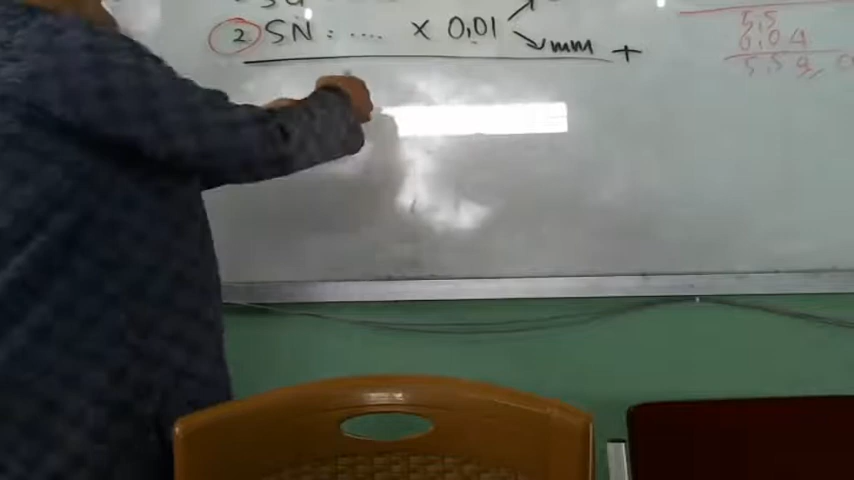 ② SN : ..... × 0,01 mm +
5,5
0,04
5,54